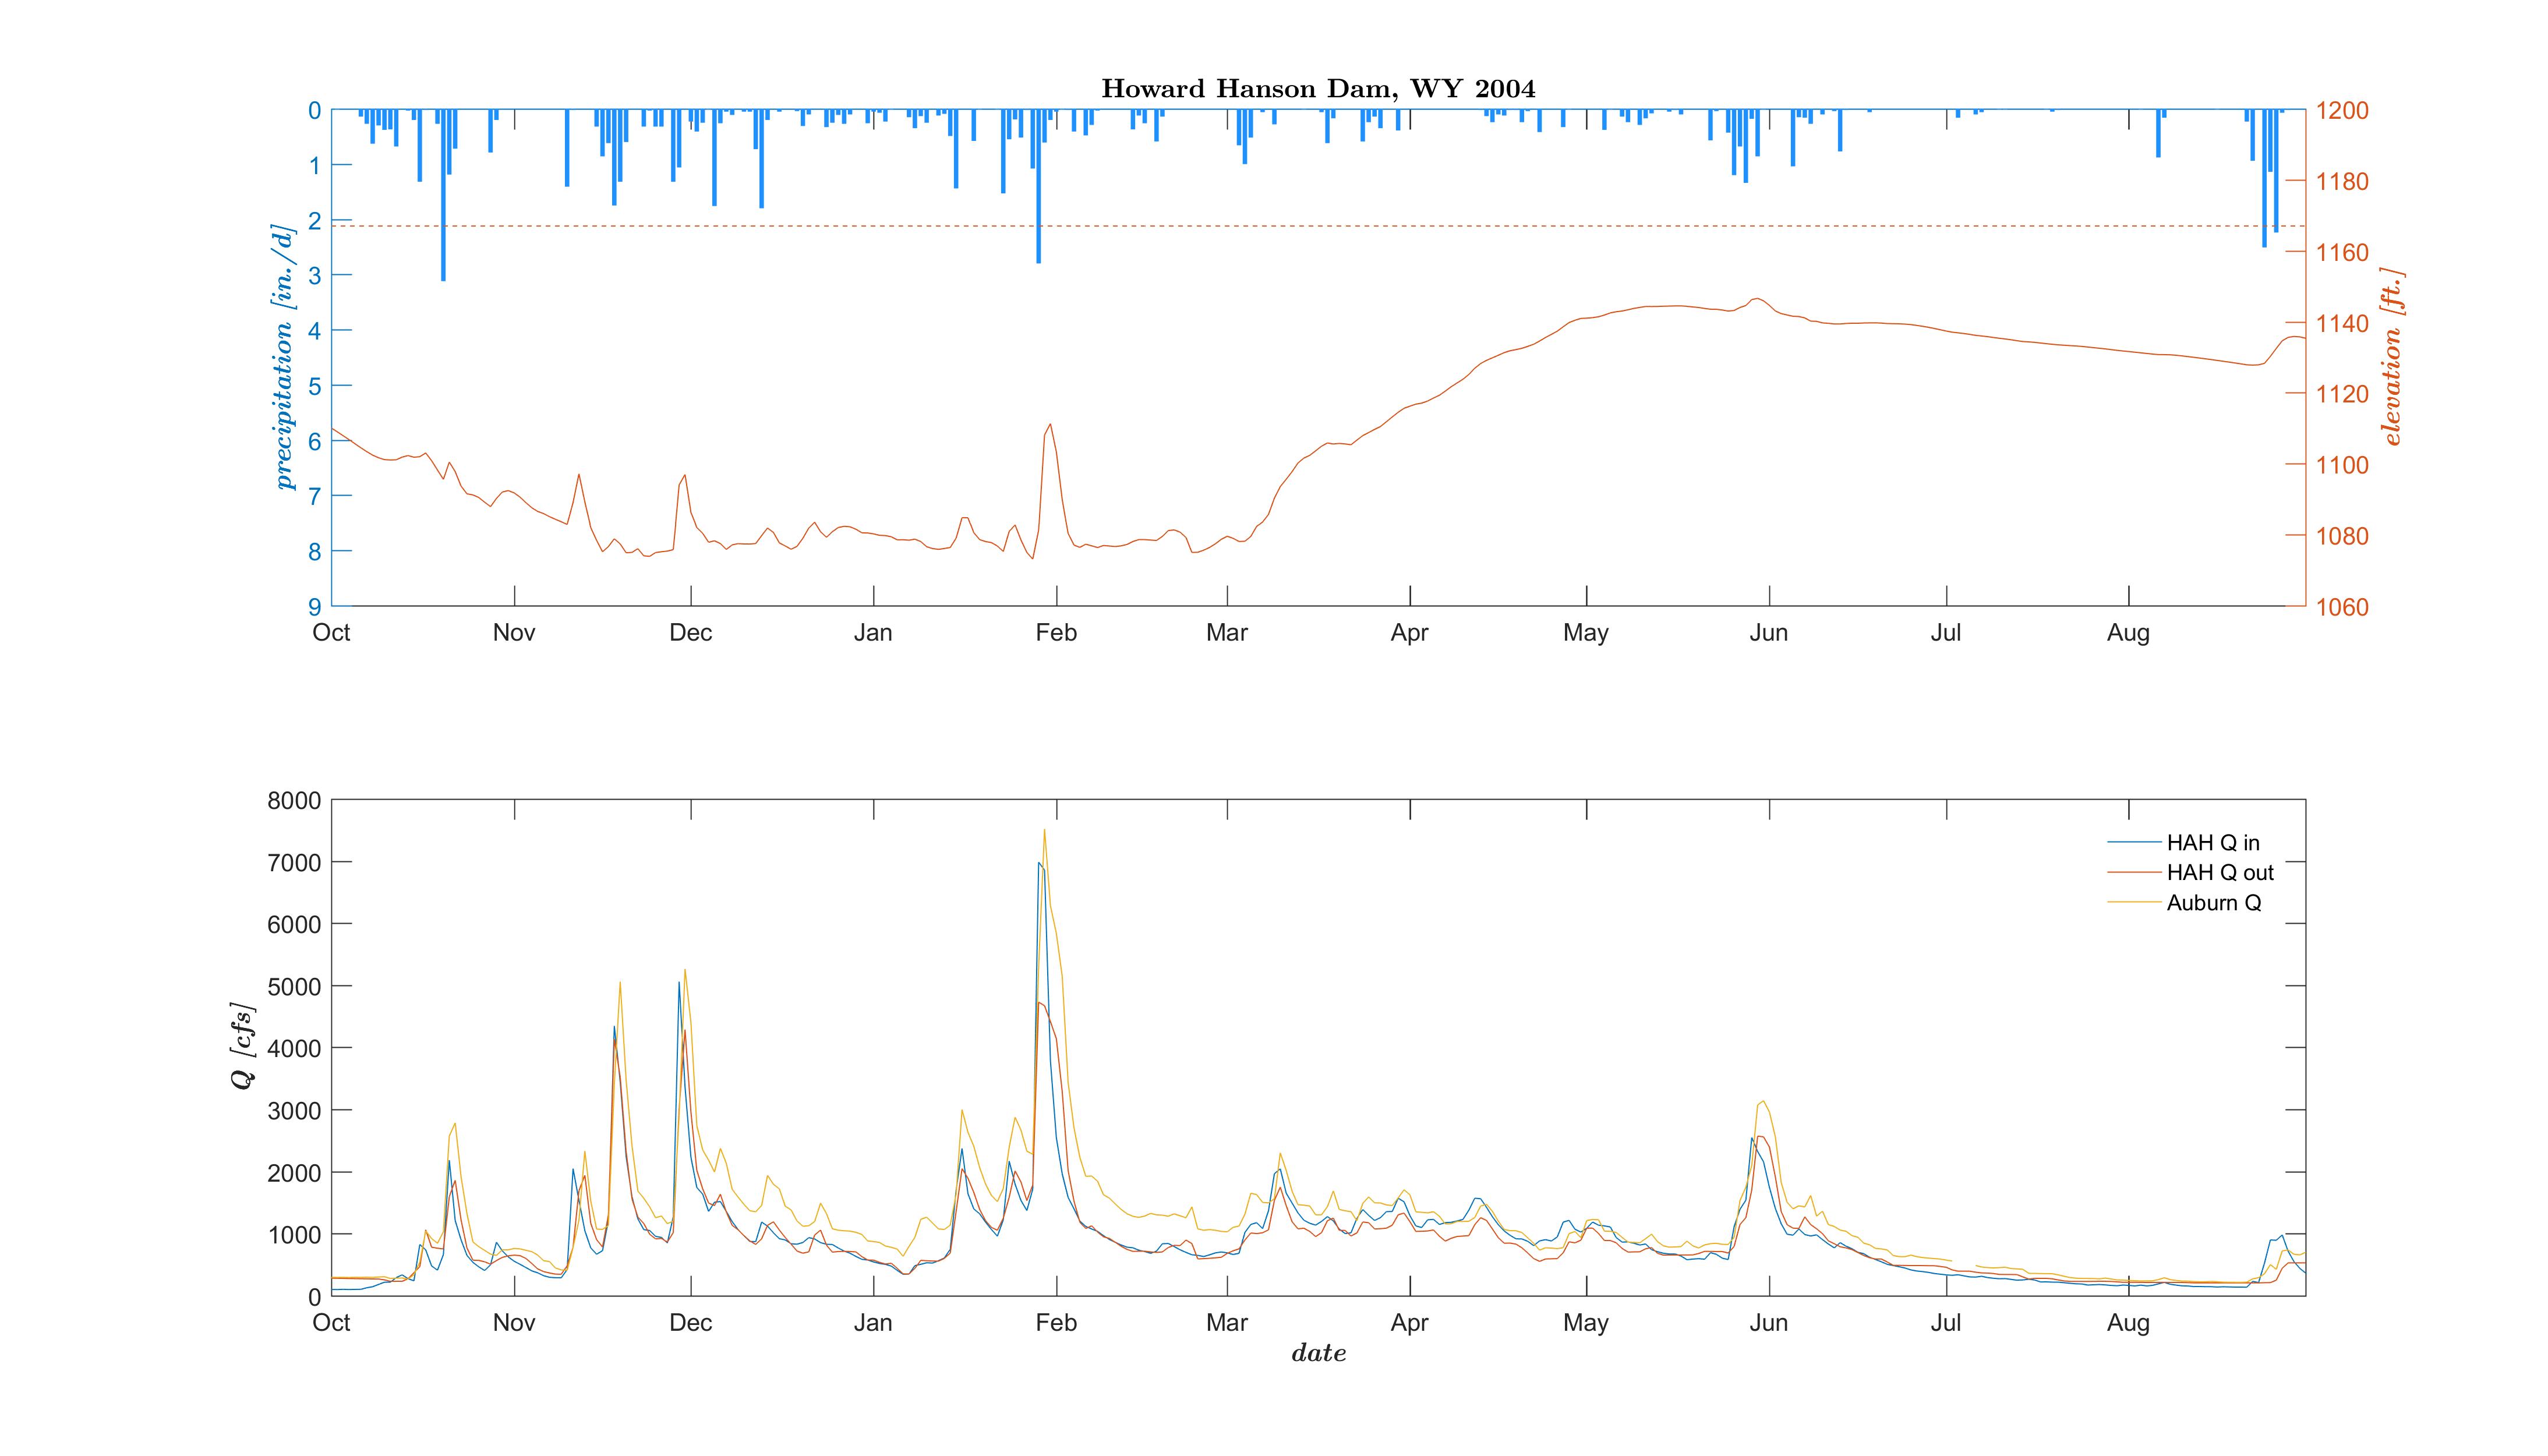 Howard Hanson Dam, WY 2004
0
1
2
3
4
5
6
7
8
9
precipitation [in./d]
1200
1180
1160
1140
1120
1100
1080
1060
elevation [ft.]
Oct Nov Dec Jan Feb Mar Apr May Jun Jul Aug
8000
7000
6000
5000
4000
3000
2000
1000
0
Q [cfs]
HAH Q in
HAH Q out
Auburn Q
Oct Nov Dec Jan Feb Mar Apr May Jun Jul Aug
date